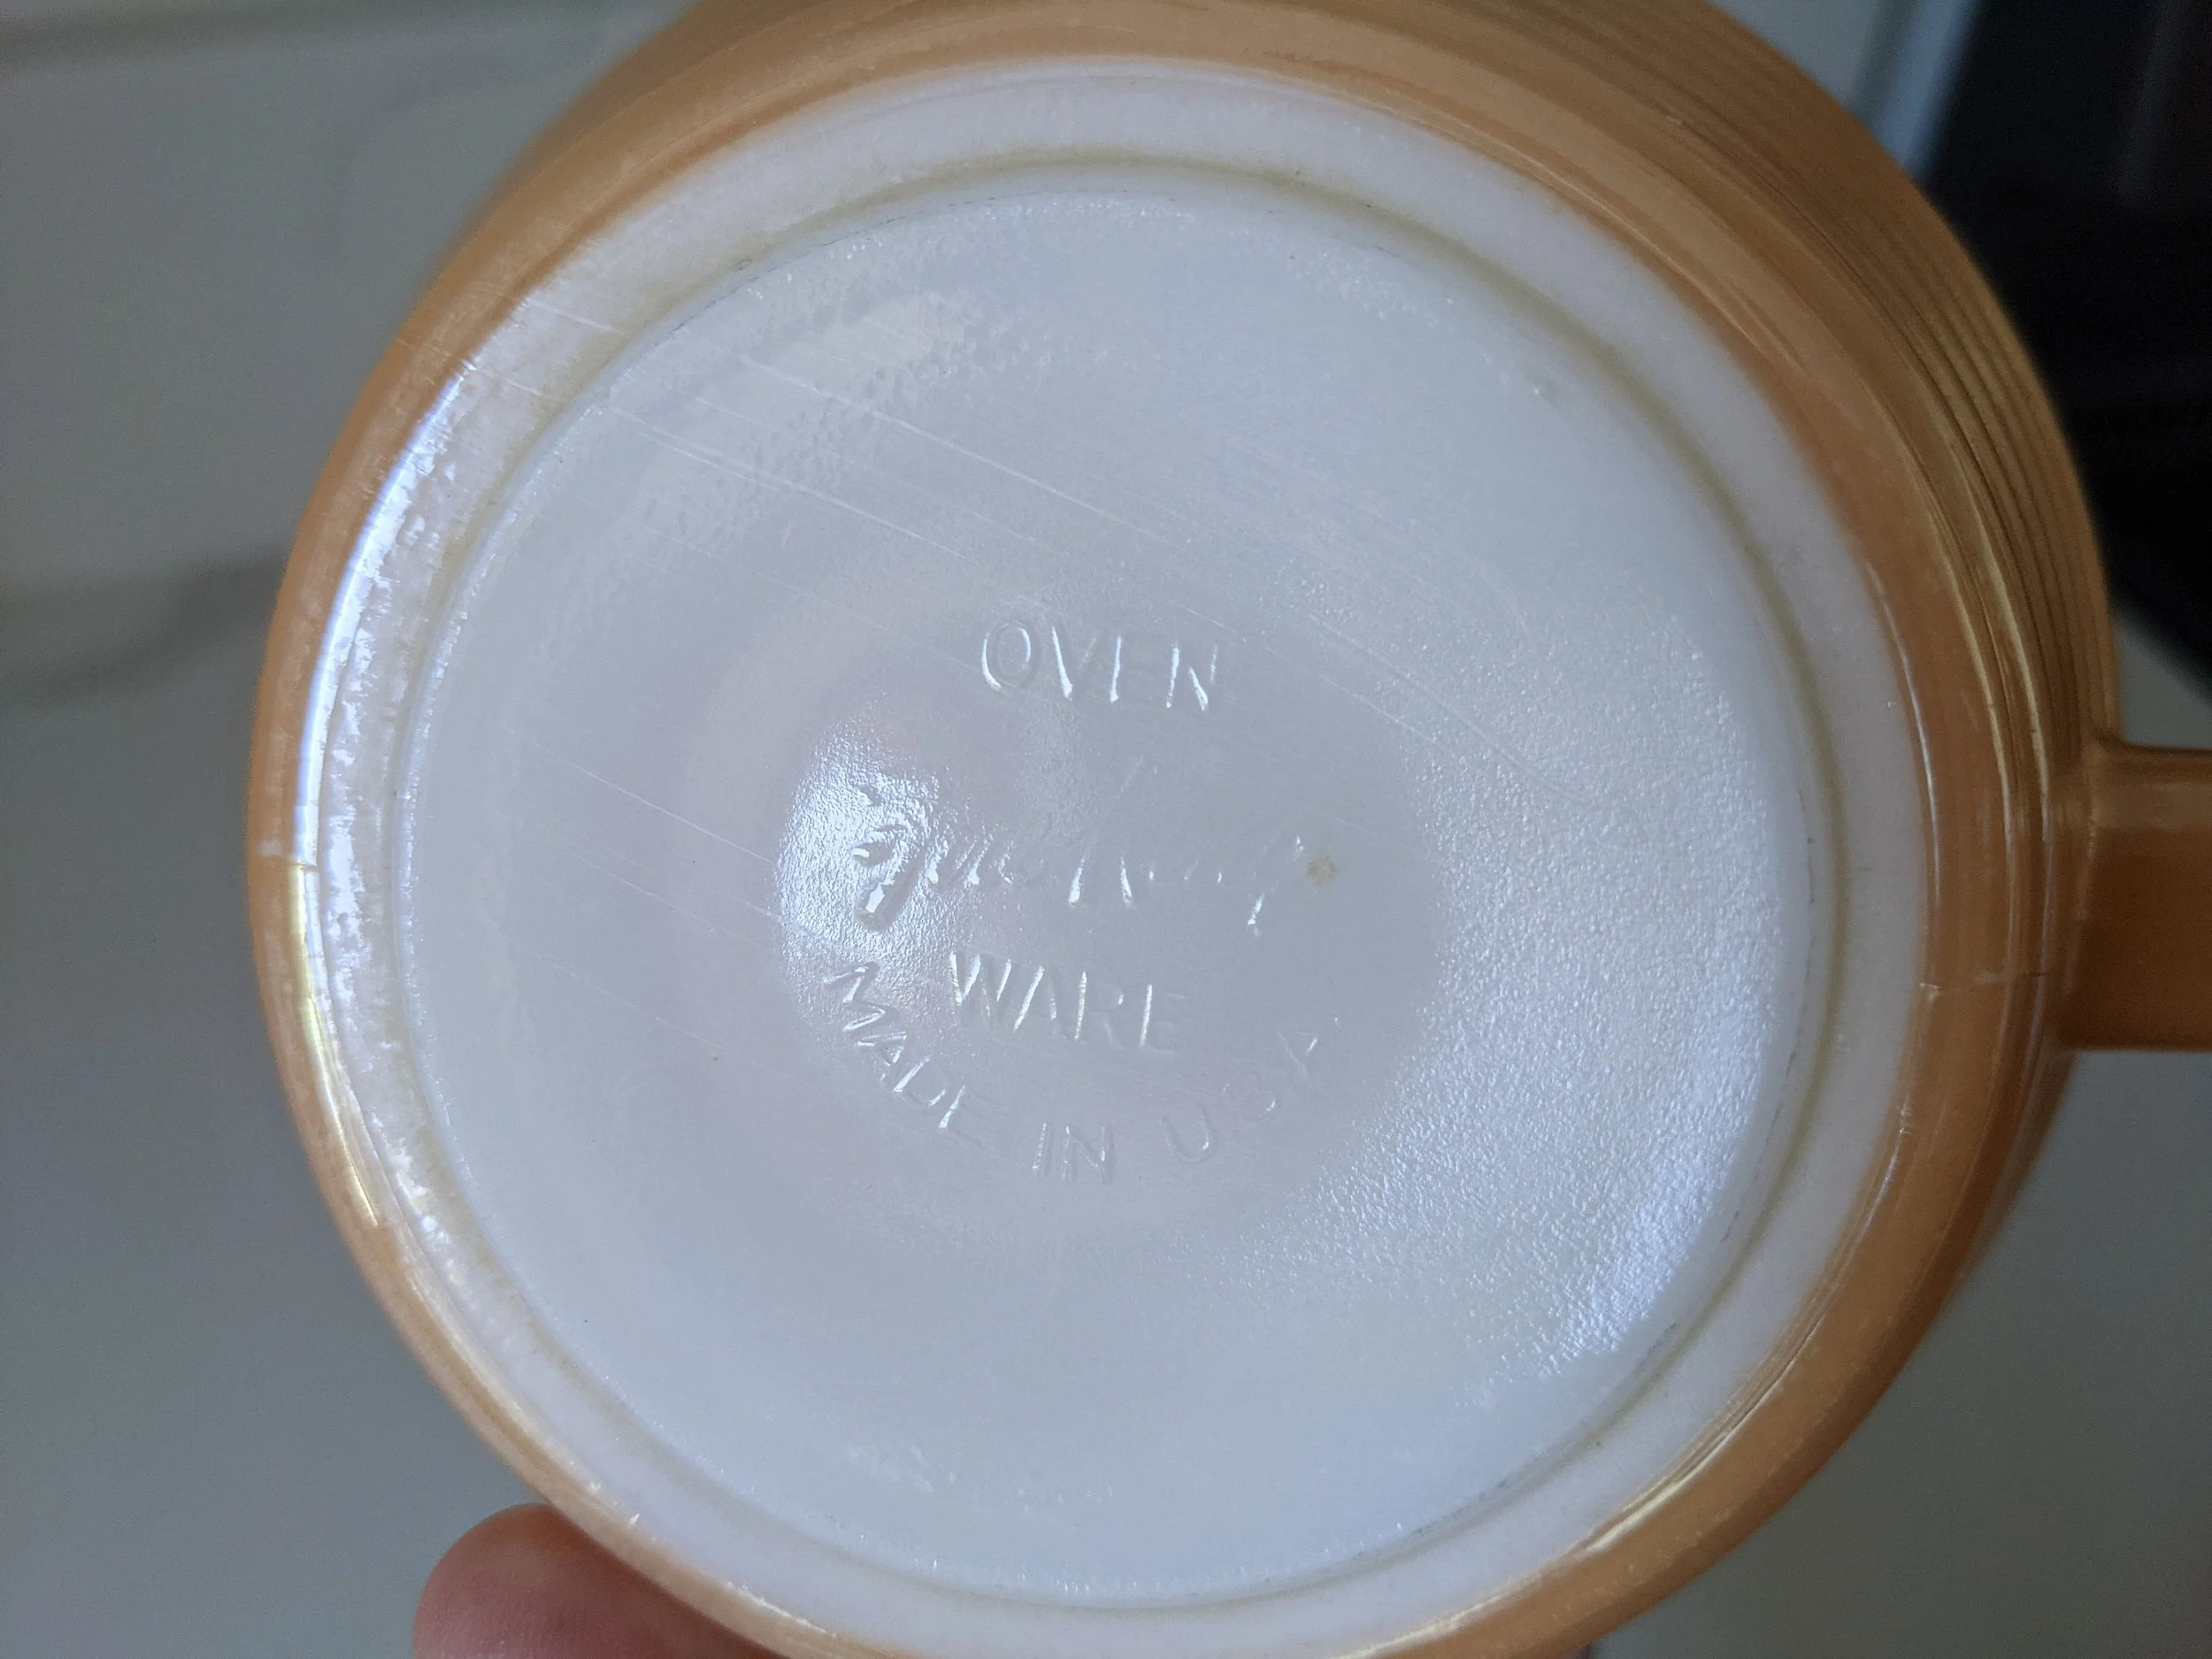 OVEN
Fire-King
WARE
MADE IN U.S.A.